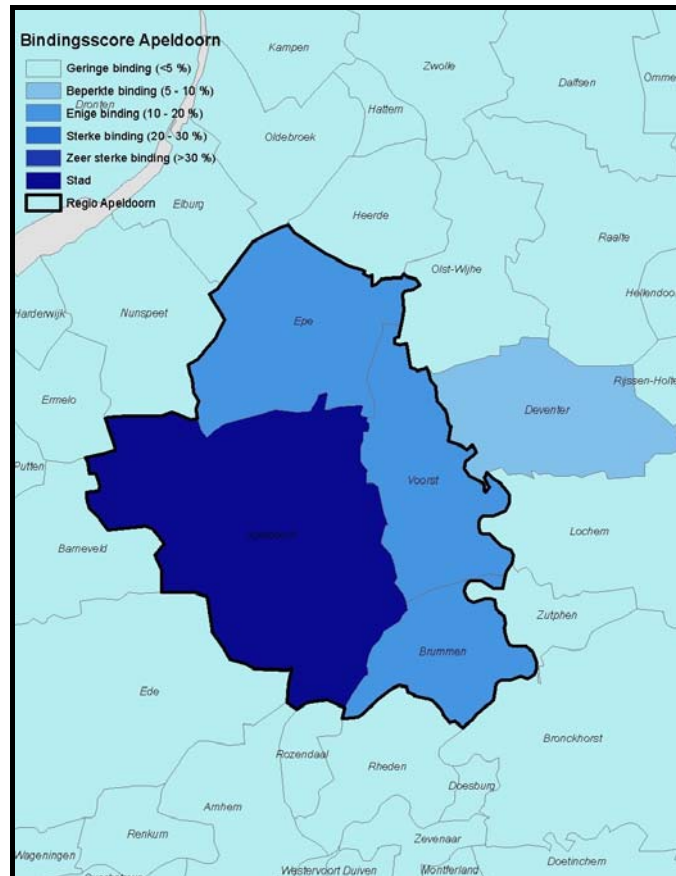 Bindingsscore Apeldoorn
Geringe binding (<5 %)
Beperkte binding (5 - 10 %)
Enige binding (10 - 20 %)
Sterke binding (20 - 30 %)
Zeer sterke binding (>30 %)
Stad
Regio Apeldoorn
Kampen
Zwolle
Dalfsen
Omme
Dronten
Hattem
Oldebroek
Elburg
Heerde
Raalte
Olst-Wijhe
Hellendoor
Harderwijk
Nunspeet
Epe
Rijssen-Holte
Ermelo
Deventer
Putten
Voorst
Apeldoorn
Lochem
Barneveld
Zutphen
Brummen
Ede
Bronckhorst
Rozendaal
Rheden
Doesburg
Arnhem
Renkum
Zevenaar
Wageningen
Doetinchem
Westervoort
Duiven
Montferland